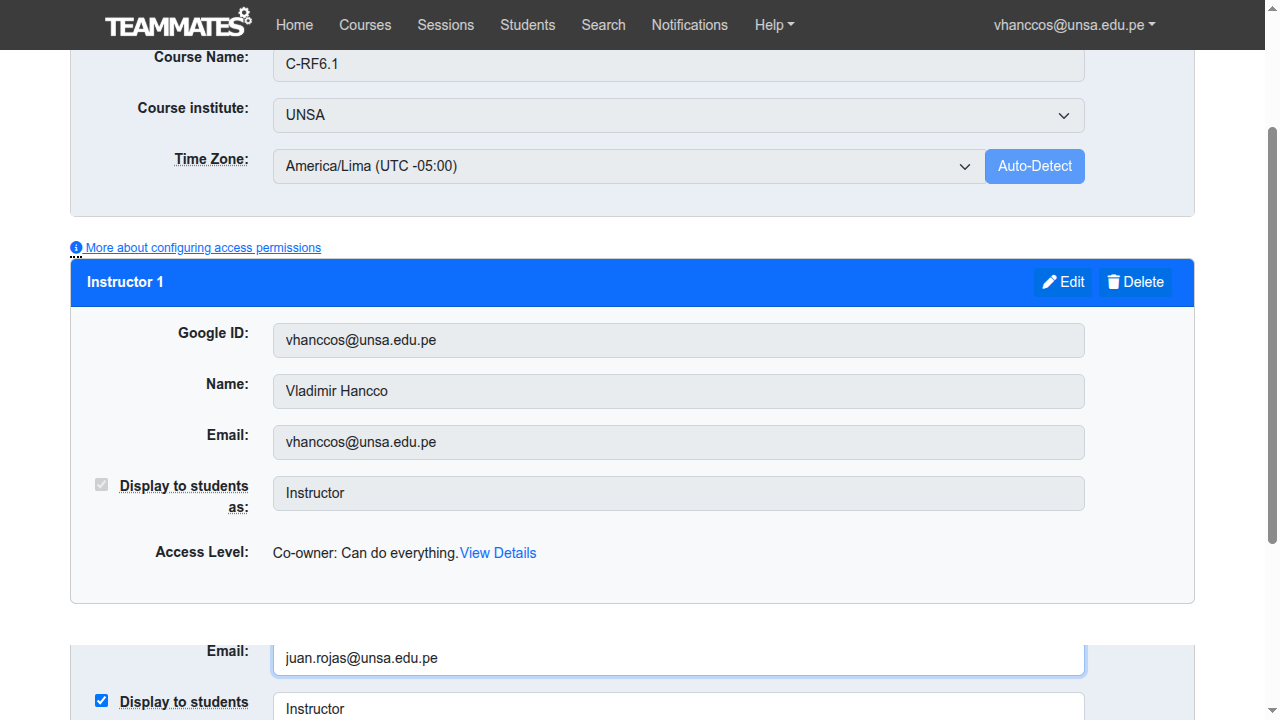 TEAMMATES Home Courses Sessions Students Search Notifications Help vhanccos@unsa.edu.pe
Course Name: C-RF6.1
Course institute: UNSA
Time Zone: America/Lima (UTC -05:00) Auto-Detect
More about configuring access permissions
Instructor 1 Edit Delete
Google ID: vhanccos@unsa.edu.pe
Name: Vladimir Hancco
Email: vhanccos@unsa.edu.pe
Display to students Instructor
as:
Access Level: Co-owner: Can do everything.View Details
Email: juan.rojas@unsa.edu.pe
Display to students Instructor